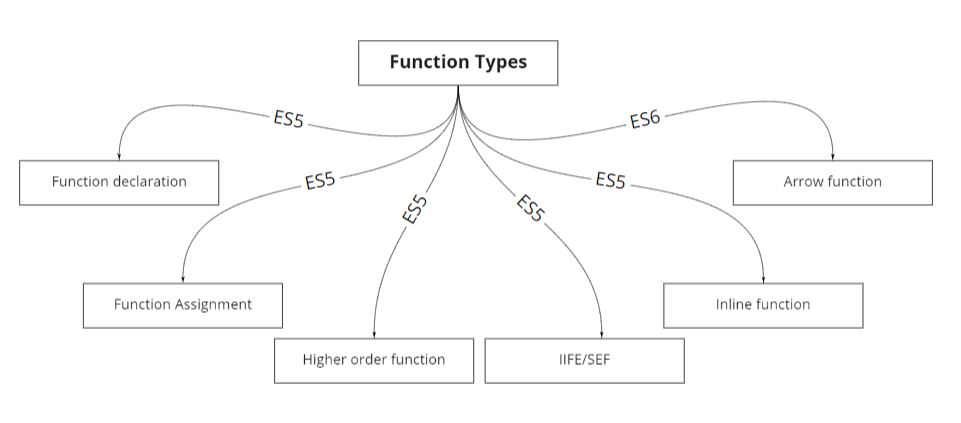 Function Types
ES5
ES6
ES5
ES5
ES5
ES5
Function declaration
Arrow function
Function Assignment
Inline function
Higher order function
IIFE/SEF